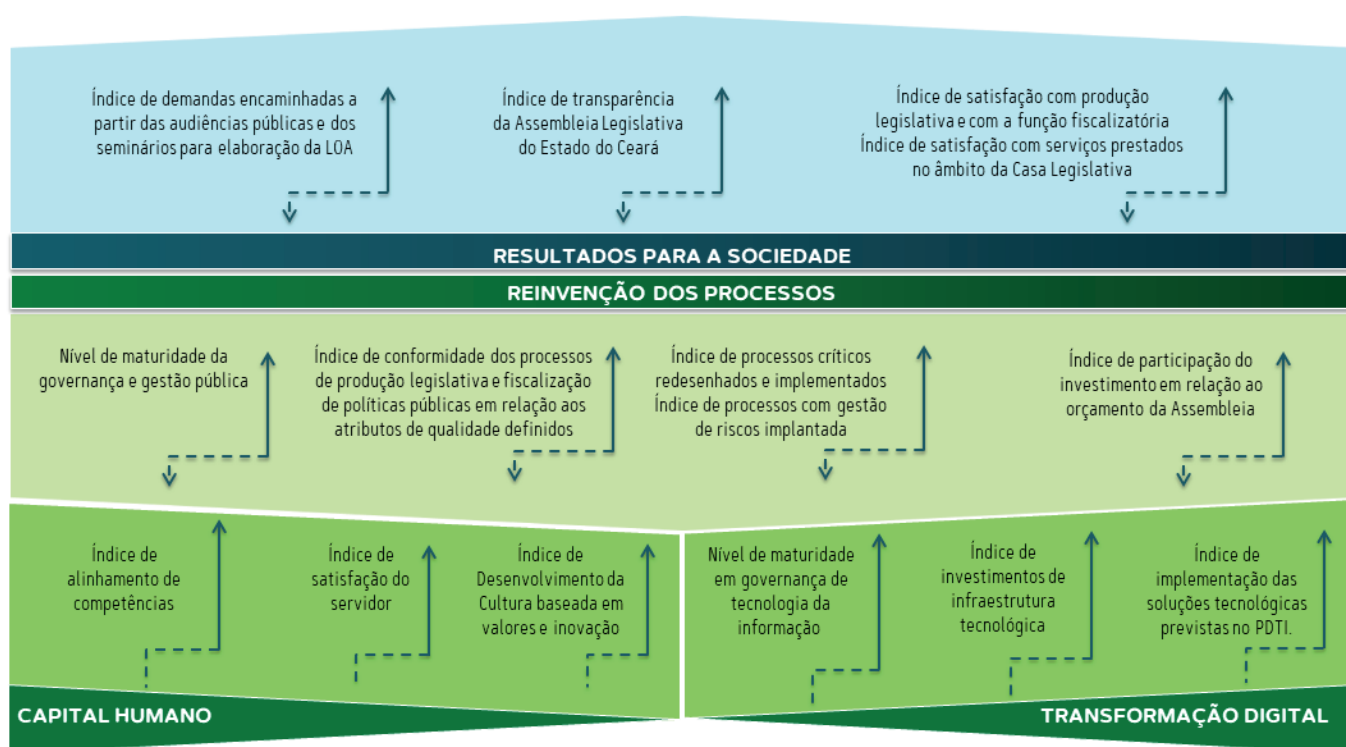 Índice de demandas encaminhadas a
partir das audiências públicas e dos
seminários para elaboração da LOA
Índice de transparência
da Assembleia Legislativa
do Estado do Ceará
Índice de satisfação com produção
legislativa e com a função fiscalizatória
Índice de satisfação com serviços prestados
no âmbito da Casa Legislativa
RESULTADOS PARA A SOCIEDADE
REINVENÇÃO DOS PROCESSOS
Nível de maturidade da
governança e gestão pública
Índice de conformidade dos processos
de produção legislativa e fiscalização
de políticas públicas em relação aos
atributos de qualidade definidos
Índice de processos críticos
redesenhados e implementados
Índice de processos com gestão
de riscos implantada
Índice de participação do
investimento em relação ao
orçamento da Assembleia
Índice de
alinhamento de
competências
Índice de
satisfação do
servidor
Índice de
Desenvolvimento da
Cultura baseada em
valores e inovação
Nível de maturidade
em governança de
tecnologia da
informação
Índice de
investimentos de
infraestrutura
tecnológica
Índice de
implementação das
soluções tecnológicas
previstas no PDTI.
CAPITAL HUMANO
TRANSFORMAÇÃO DIGITAL